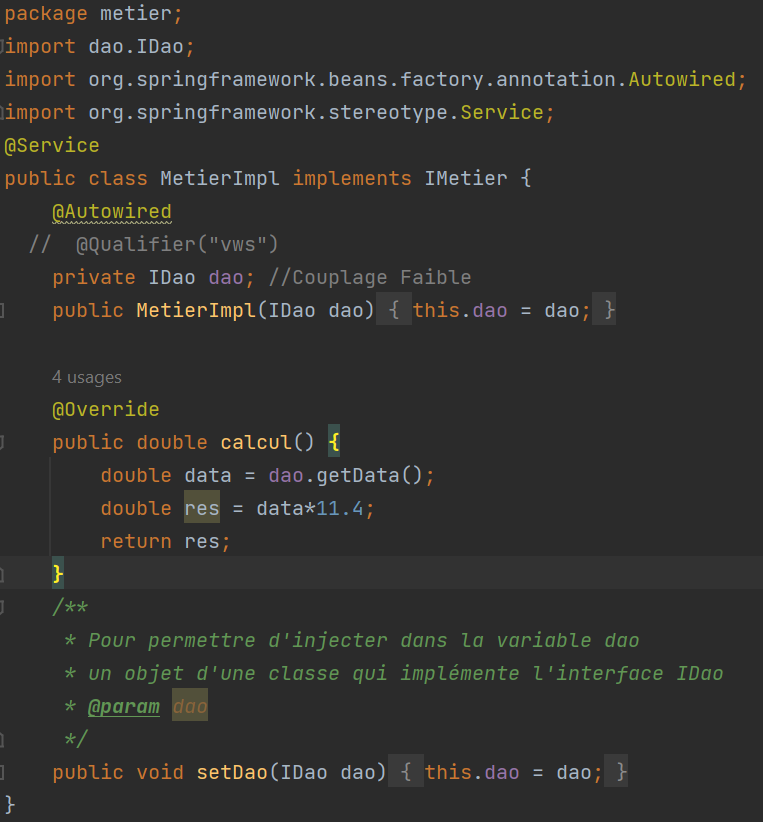 package metier;
import dao.IDao;
import org.springframework.beans.factory.annotation.Autowired;
import org.springframework.stereotype.Service;
@Service
public class MetierImpl implements IMetier {
    @Autowired
  //  @Qualifier("vws")
    private IDao dao; //Couplage Faible
    public MetierImpl(IDao dao) { this.dao = dao; }
    4 usages
    @Override
    public double calcul() {
        double data = dao.getData();
        double res = data*11.4;
        return res;
    }
    /**
     * Pour permettre d'injecter dans la variable dao
     * un objet d'une classe qui implémente l'interface IDao
     * @param dao
     */
    public void setDao(IDao dao) { this.dao = dao; }
}